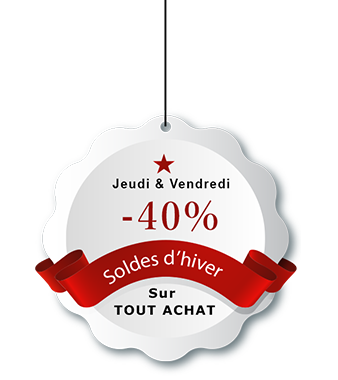 Jeudi & Vendredi
-40%
Soldes d'hiver
Sur
TOUT ACHAT